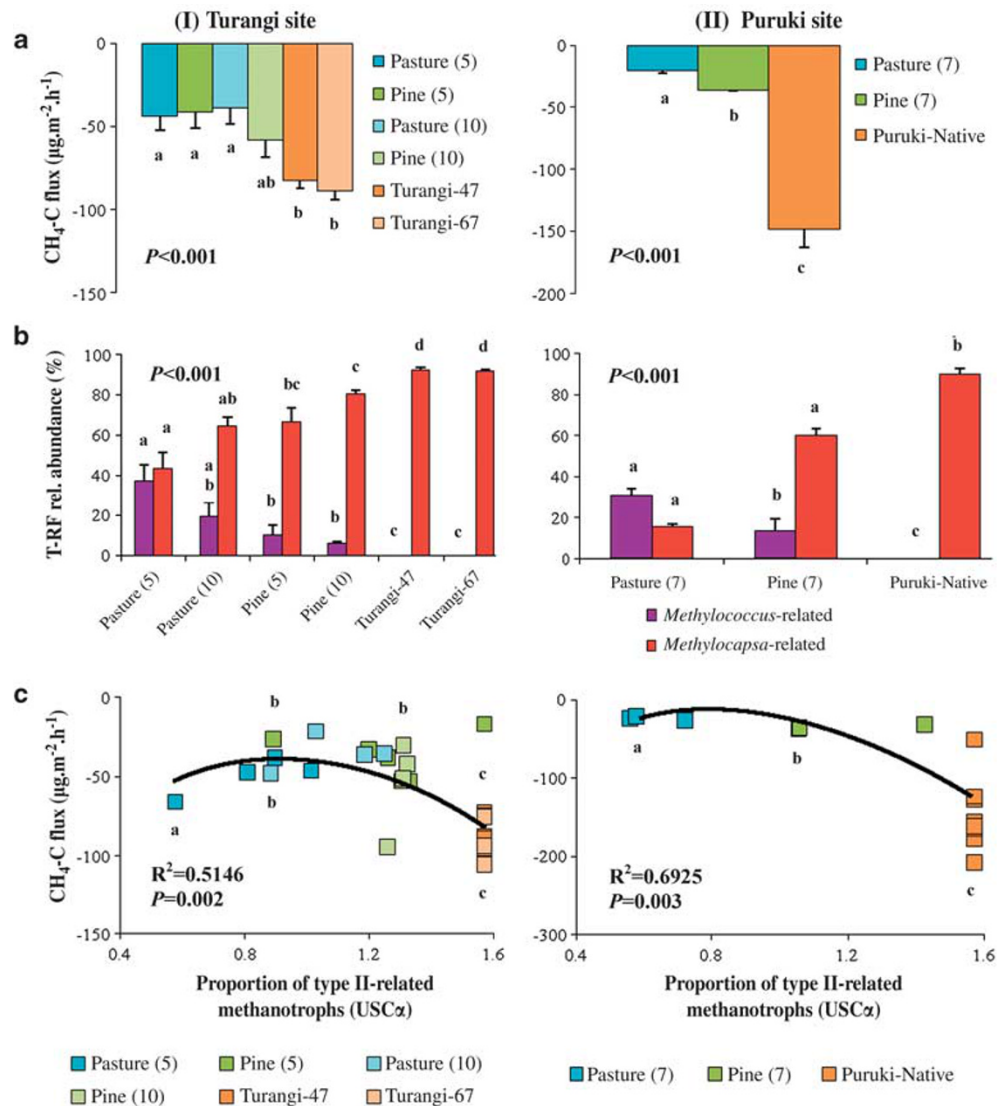 (I) Turangi site
(II) Puruki site
a
CH₄-C flux (µg.m⁻².h⁻¹)
0
-50
-100
-150
a
a
a
ab
b
b
P<0.001
Pasture (5)
Pine (5)
Pasture (10)
Pine (10)
Turangi-47
Turangi-67
0
-50
-100
-150
-200
a
b
c
P<0.001
Pasture (7)
Pine (7)
Puruki-Native
b
T-RF rel. abundance (%)
100
80
60
40
20
0
P<0.001
a
a
a
b
ab
b
bc
b
c
c
d
c
d
Pasture (5)
Pasture (10)
Pine (5)
Pine (10)
Turangi-47
Turangi-67
100
80
60
40
20
0
P<0.001
a
a
b
a
c
b
Pasture (7)
Pine (7)
Puruki-Native
Methylococcus-related
Methylocapsa-related
c
CH₄-C flux (µg.m⁻².h⁻¹)
0
-50
-100
-150
b
b
a
b
c
c
R²=0.5146
P=0.002
0.4
0.8
1.2
1.6
Proportion of type II-related
methanotrophs (USCα)
0
-100
-200
-300
a
b
c
R²=0.6925
P=0.003
0.4
0.8
1.2
1.6
Proportion of type II-related
methanotrophs (USCα)
Pasture (5)
Pine (5)
Pasture (10)
Pine (10)
Turangi-47
Turangi-67
Pasture (7)
Pine (7)
Puruki-Native